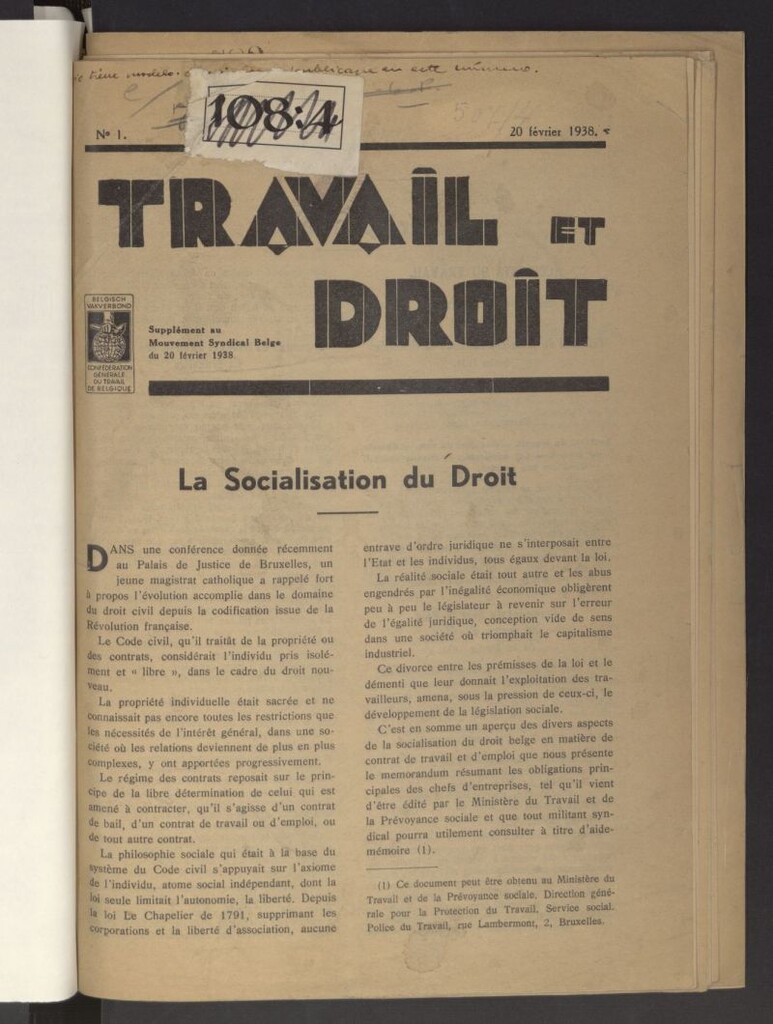 108:4
N° 1.
20 février 1938.
TRAVAIL ET
DROIT
BELGISCH
VAKVERBOND
CONFÉDÉRATION
GÉNÉRALE
DU TRAVAIL
DE BELGIQUE
Supplément au
Mouvement Syndical Belge
du 20 février 1938.
La Socialisation du Droit
DANS une conférence donnée récemment
au Palais de Justice de Bruxelles, un
jeune magistrat catholique a rappelé fort
à propos l'évolution accomplie dans le domaine
du droit civil depuis la codification issue de la
Révolution française.
Le Code civil, qu'il traitât de la propriété ou
des contrats, considérait l'individu pris isolé-
ment et « libre », dans le cadre du droit nou-
veau.
La propriété individuelle était sacrée et ne
connaissait pas encore toutes les restrictions que
les nécessités de l'intérêt général, dans une so-
ciété où les relations deviennent de plus en plus
complexes, y ont apportées progressivement.
Le régime des contrats reposait sur le prin-
cipe de la libre détermination de celui qui est
amené à contracter, qu'il s'agisse d'un contrat
de bail, d'un contrat de travail ou d'emploi, ou
de tout autre contrat.
La philosophie sociale qui était à la base du
système du Code civil s'appuyait sur l'axiome
de l'individu, atome social indépendant, dont la
loi seule limitait l'autonomie, la liberté. Depuis
la loi Le Chapelier de 1791, supprimant les
corporations et la liberté d'association, aucune
entrave d'ordre juridique ne s'interposait entre
l'Etat et les individus, tous égaux devant la loi.
La réalité sociale était tout autre et les abus
engendrés par l'inégalité économique obligèrent
peu à peu le législateur à revenir sur l'erreur
de l'égalité juridique, conception vide de sens
dans une société où triomphait le capitalisme
industriel.
Ce divorce entre les prémisses de la loi et le
démenti que leur donnait l'exploitation des tra-
vailleurs, amena, sous la pression de ceux-ci, le
développement de la législation sociale.
C'est en somme un aperçu des divers aspects
de la socialisation du droit belge en matière de
contrat de travail et d'emploi que nous présente
le memorandum résumant les obligations prin-
cipales des chefs d'entreprises, tel qu'il vient
d'être édité par le Ministère du Travail et de
la Prévoyance sociale et que tout militant syn-
dical pourra utilement consulter à titre d'aide-
mémoire (1).
(1) Ce document peut être obtenu au Ministère du
Travail et de la Prévoyance sociale. Direction géné-
rale pour la Protection du Travail. Service social.
Police du Travail, rue Lambermont, 2, Bruxelles.